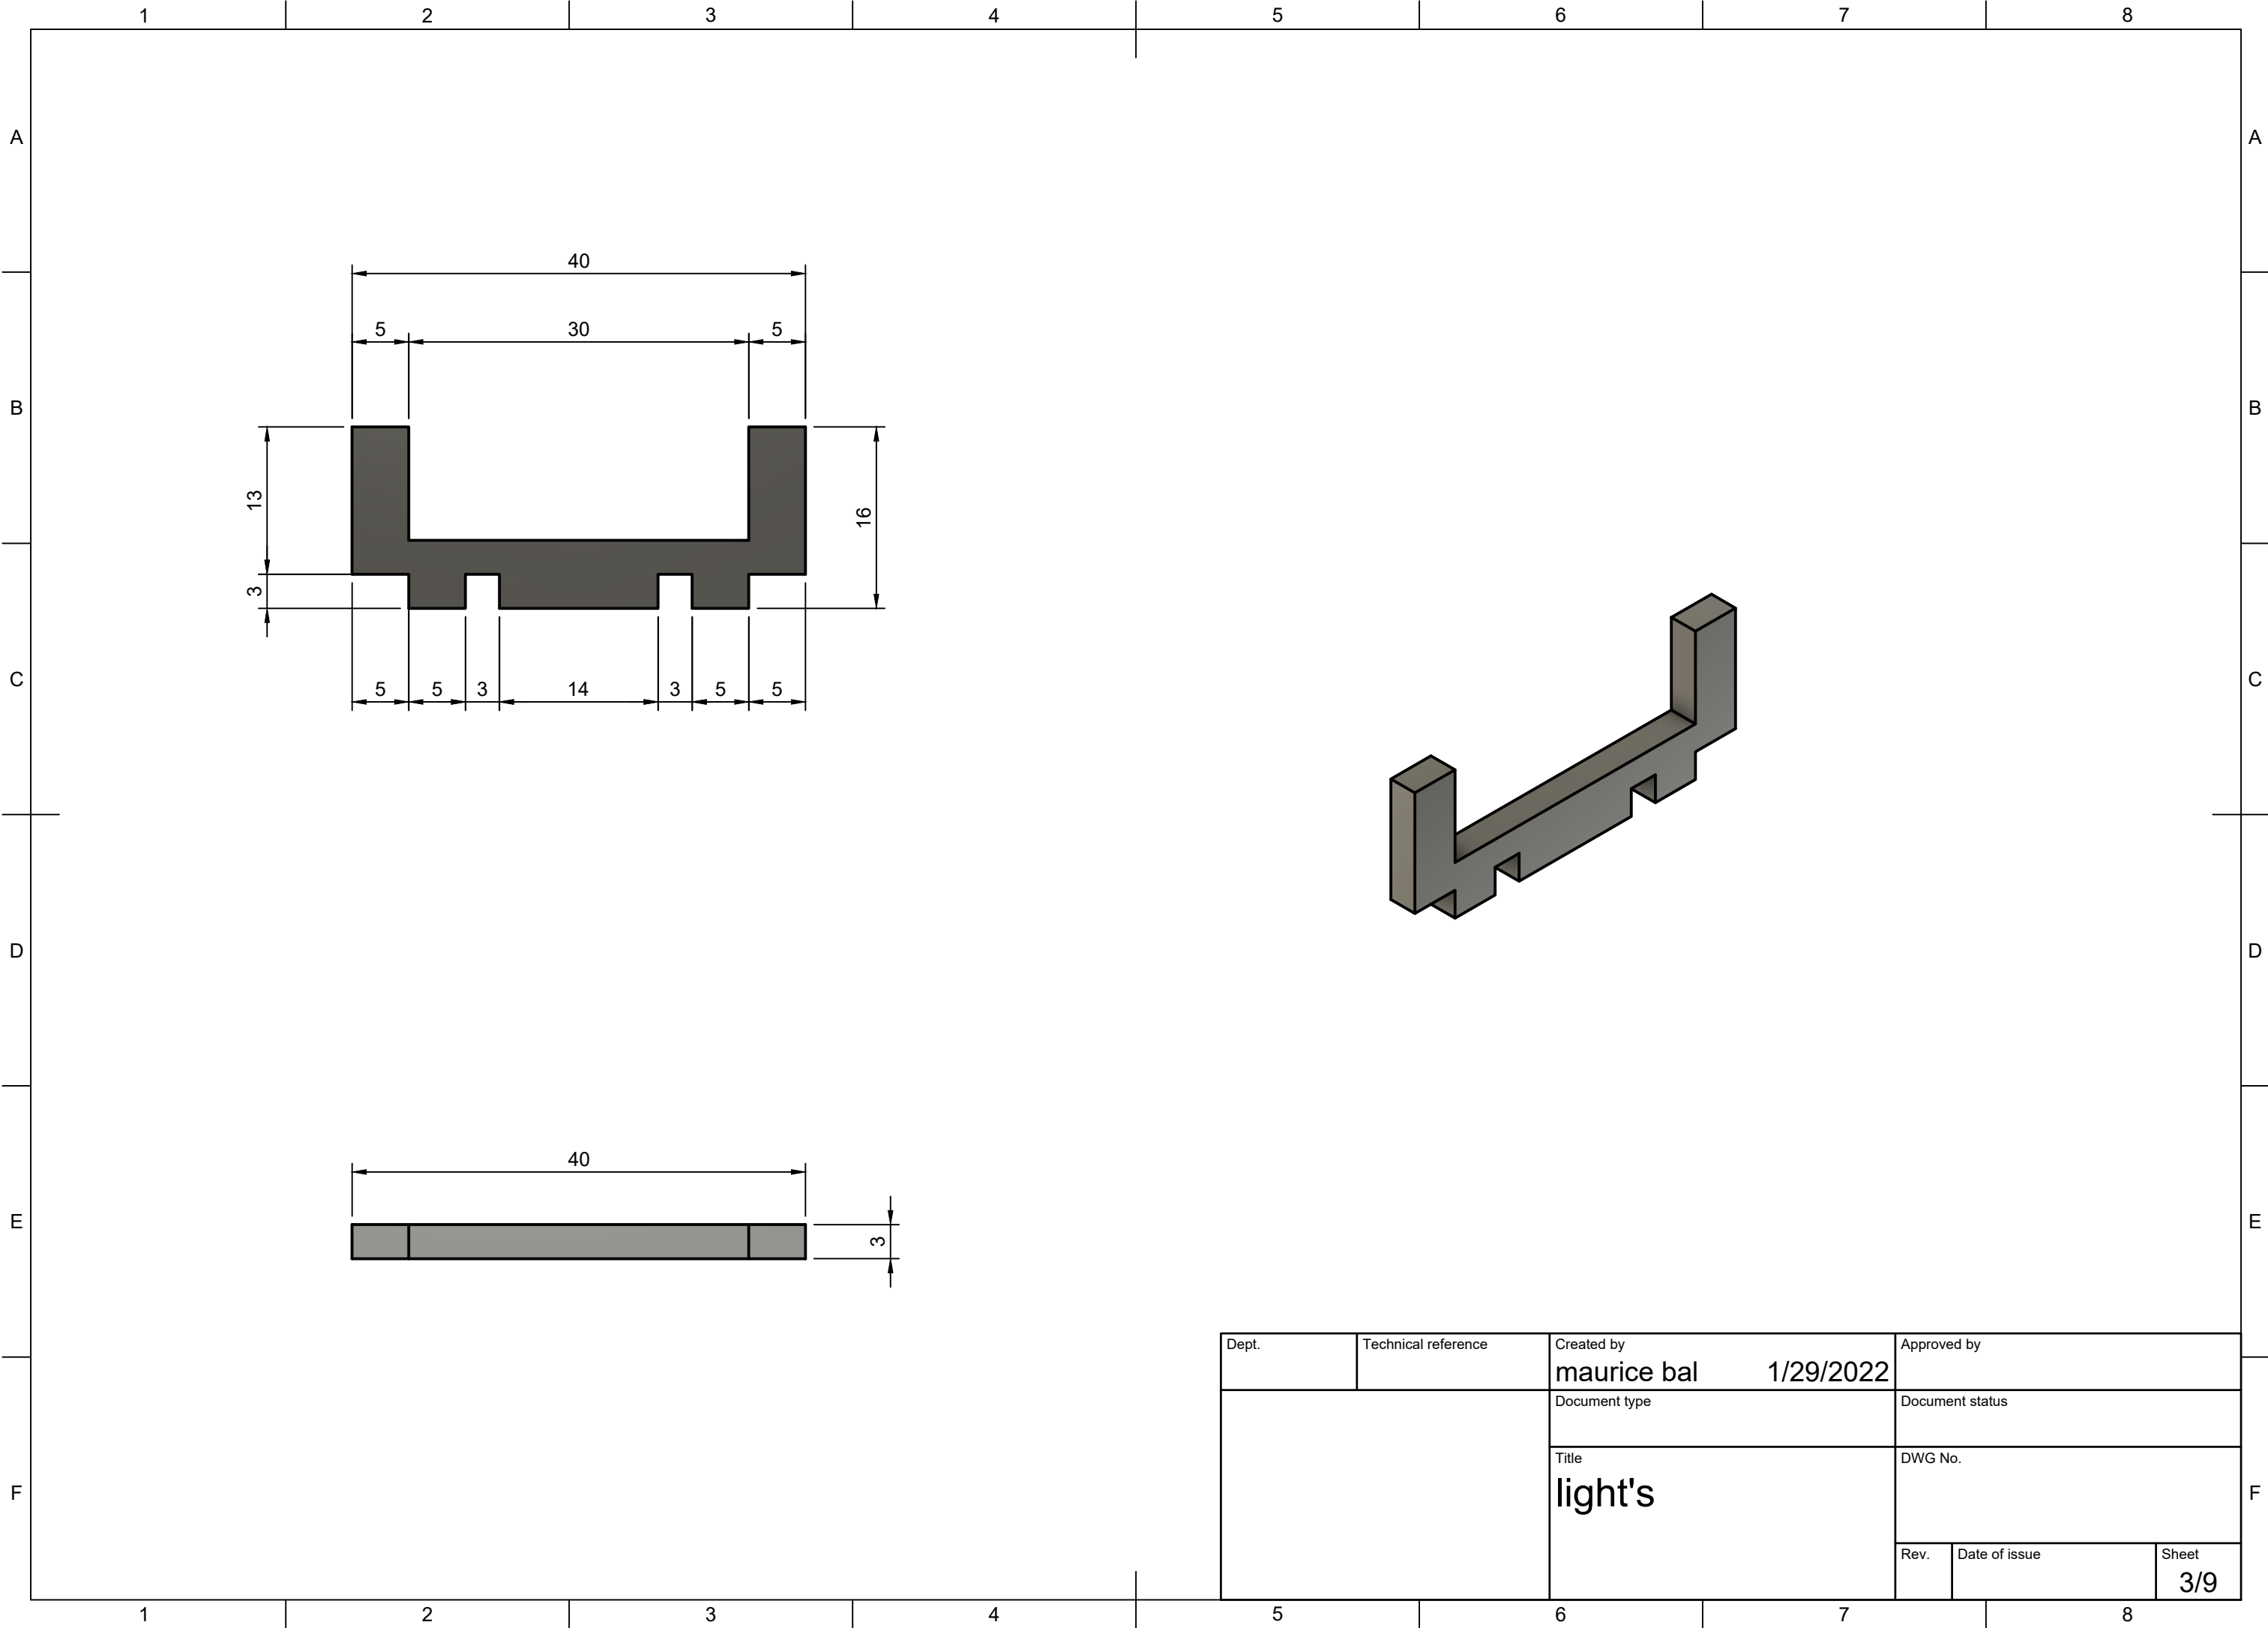 1 2 3 4 5 6 7 8
A A
40
5 30 5
B B
13 16
3
C C
5 5 3 14 3 5 5
D D
40
E E
3
Dept. Technical reference Created by Approved by
maurice bal 1/29/2022
Document type Document status
Title DWG No.
light's
F F
Rev. Date of issue Sheet
3/9
1 2 3 4 5 6 7 8